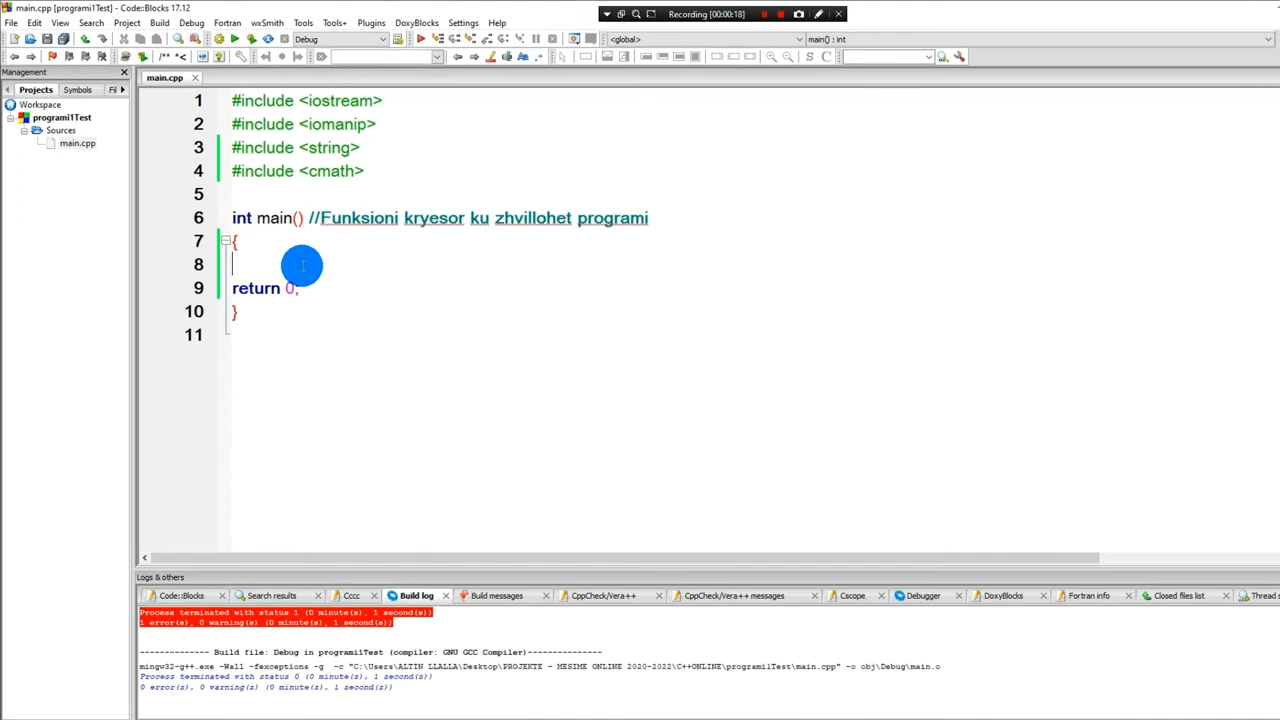 main.cpp [programi1Test] - Code::Blocks 17.12
Recording [00:00:18]
File Edit View Search Project Build Debug Fortran wxSmith Tools Tools+ Plugins DoxyBlocks Settings Help
Debug <global> main() : int
/** *< S C
Management
main.cpp
Projects Symbols Fil
Workspace
programi1Test
Sources
main.cpp
1 #include <iostream>
2 #include <iomanip>
3 #include <string>
4 #include <cmath>
5
6 int main() //Funksioni kryesor ku zhvillohet programi
7 {
8
9 return 0;
10 }
11
Logs & others
Code::Blocks Search results Cccc Build log Build messages CppCheck/Vera++ CppCheck/Vera++ messages Cscope Debugger DoxyBlocks Fortran info Closed files list Thread s
Process terminated with status 1 (0 minute(s), 1 second(s))
1 error(s), 0 warning(s) (0 minute(s), 1 second(s))
-------------- Build file: Debug in programi1Test (compiler: GNU GCC Compiler)---------------
mingw32-g++.exe -Wall -fexceptions -g -c "C:\Users\ALTIN LLALLA\Desktop\PROJEKTE - MESIME ONLINE 2020-2022\C++ONLINE\programi1Test\main.cpp" -o obj\Debug\main.o
Process terminated with status 0 (0 minute(s), 1 second(s))
0 error(s), 0 warning(s) (0 minute(s), 1 second(s))